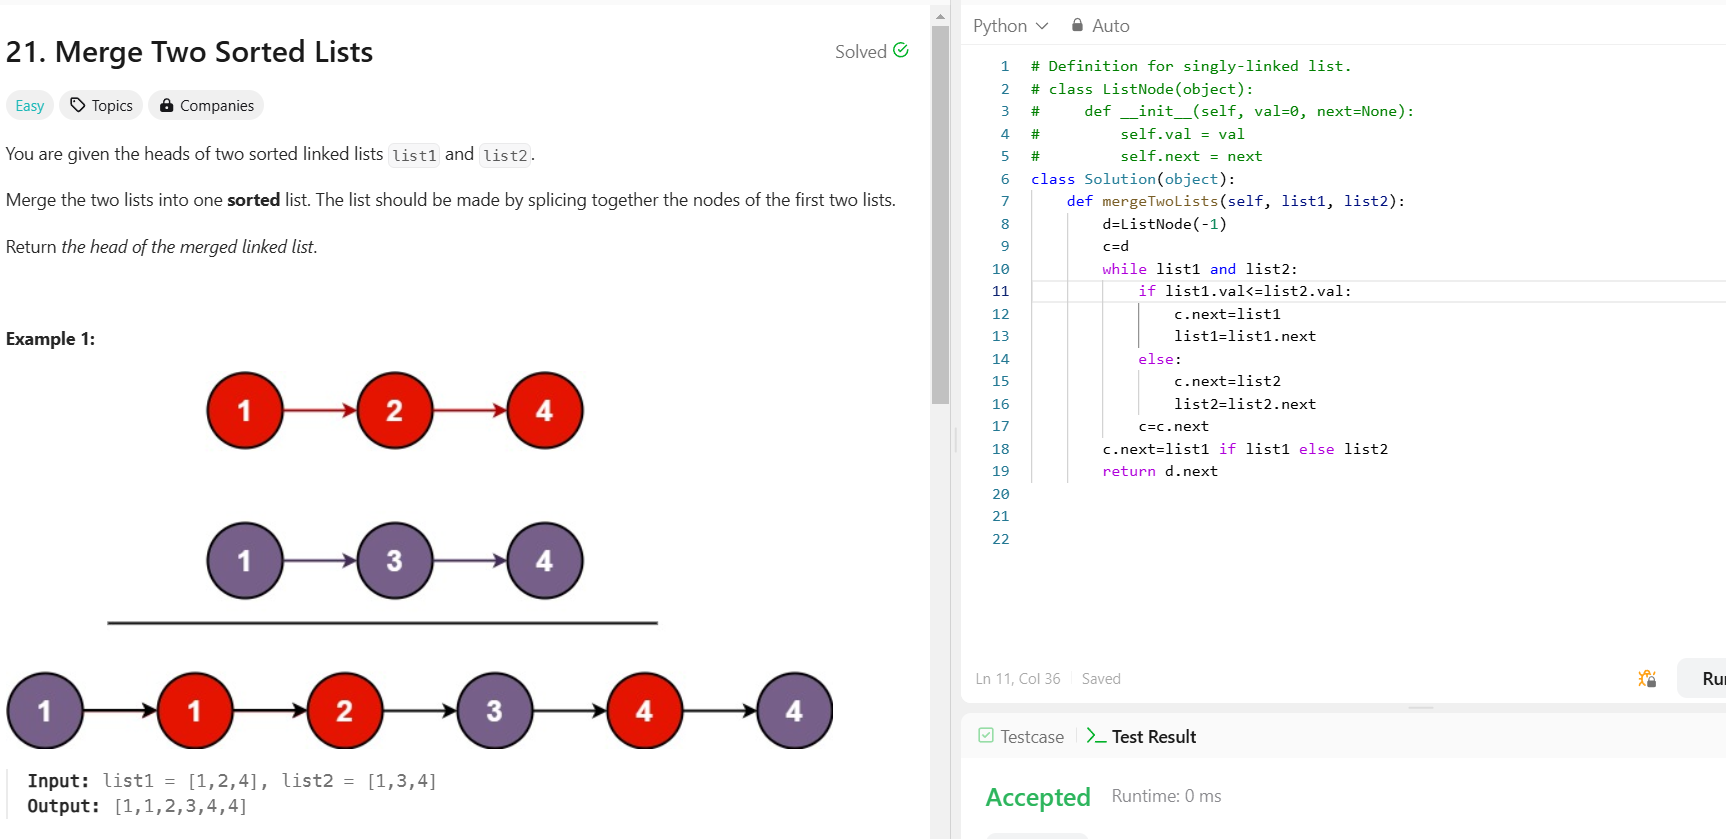 21. Merge Two Sorted Lists
Solved
Easy Topics Companies
You are given the heads of two sorted linked lists list1 and list2.
Merge the two lists into one sorted list. The list should be made by splicing together the nodes of the first two lists.
Return the head of the merged linked list.
Example 1:
1 2 4
1 3 4
1 1 2 3 4 4
Input: list1 = [1,2,4], list2 = [1,3,4]
Output: [1,1,2,3,4,4]
Python Auto
1 # Definition for singly-linked list.
2 # class ListNode(object):
3 #     def __init__(self, val=0, next=None):
4 #         self.val = val
5 #         self.next = next
6 class Solution(object):
7     def mergeTwoLists(self, list1, list2):
8         d=ListNode(-1)
9         c=d
10         while list1 and list2:
11             if list1.val<=list2.val:
12                 c.next=list1
13                 list1=list1.next
14             else:
15                 c.next=list2
16                 list2=list2.next
17             c=c.next
18         c.next=list1 if list1 else list2
19         return d.next
20
21
22
Ln 11, Col 36 Saved
Ru
Testcase >_ Test Result
Accepted Runtime: 0 ms